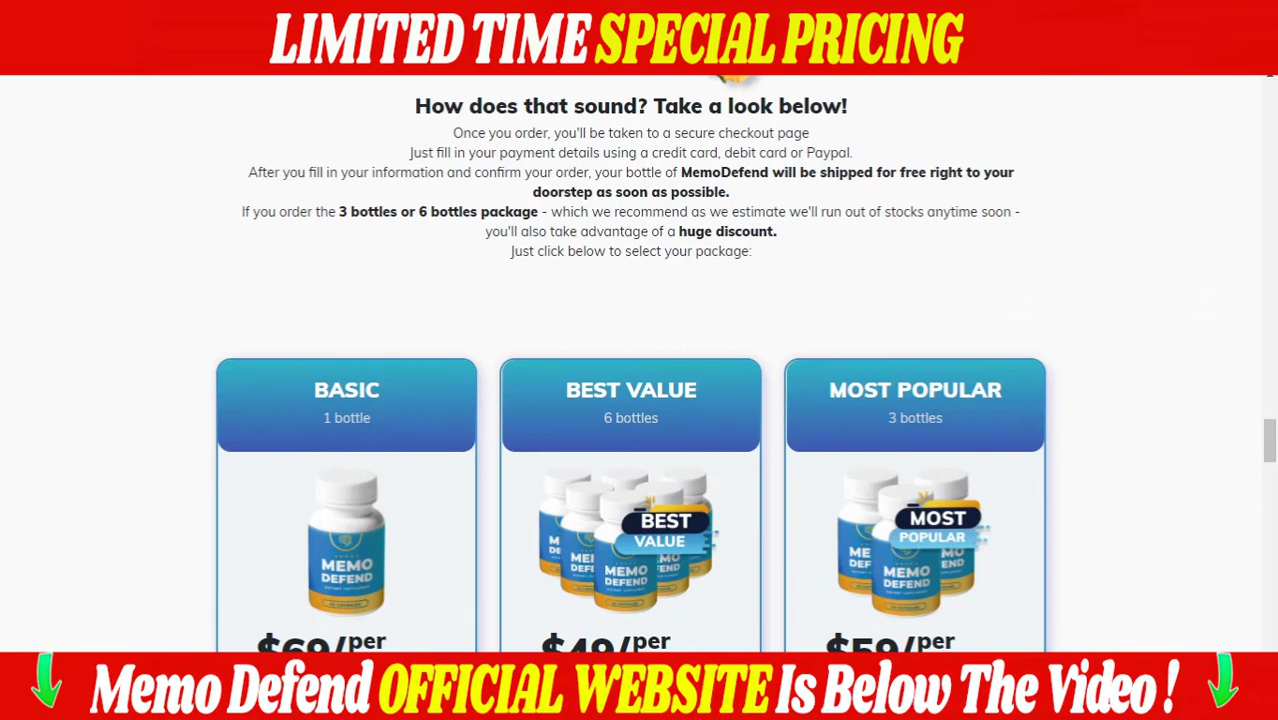 LIMITED TIME SPECIAL PRICING
How does that sound? Take a look below!
Once you order, you'll be taken to a secure checkout page
Just fill in your payment details using a credit card, debit card or Paypal.
After you fill in your information and confirm your order, your bottle of MemoDefend will be shipped for free right to your
doorstep as soon as possible.
If you order the 3 bottles or 6 bottles package - which we recommend as we estimate we'll run out of stocks anytime soon -
you'll also take advantage of a huge discount.
Just click below to select your package:
BASIC
1 bottle
MEMO
DEFEND
$69/per
BEST VALUE
6 bottles
BEST
VALUE
MEMO
DEFEND
$49/per
MOST POPULAR
3 bottles
MOST
POPULAR
MEMO
DEFEND
$59/per
Memo Defend OFFICIAL WEBSITE Is Below The Video !